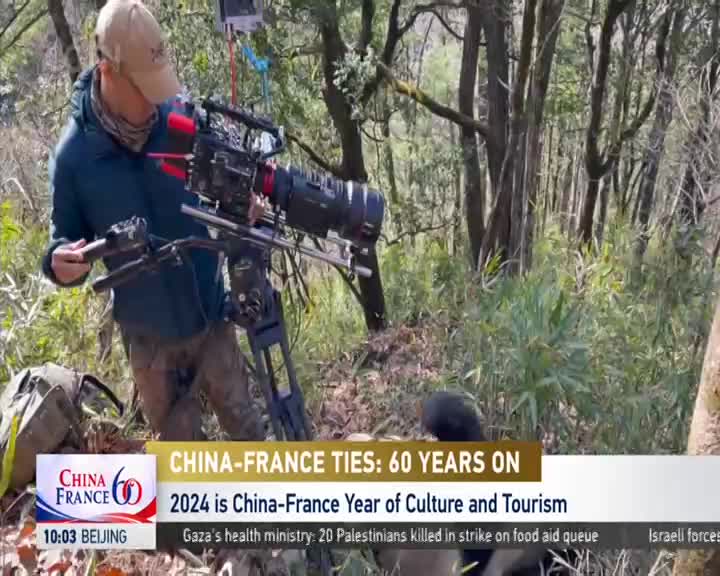 CHINA-FRANCE TIES: 60 YEARS ON
CHINA
FRANCE 60
2024 is China-France Year of Culture and Tourism
10:03 BEIJING
Gaza's health ministry: 20 Palestinians killed in strike on food aid queue Israeli forces